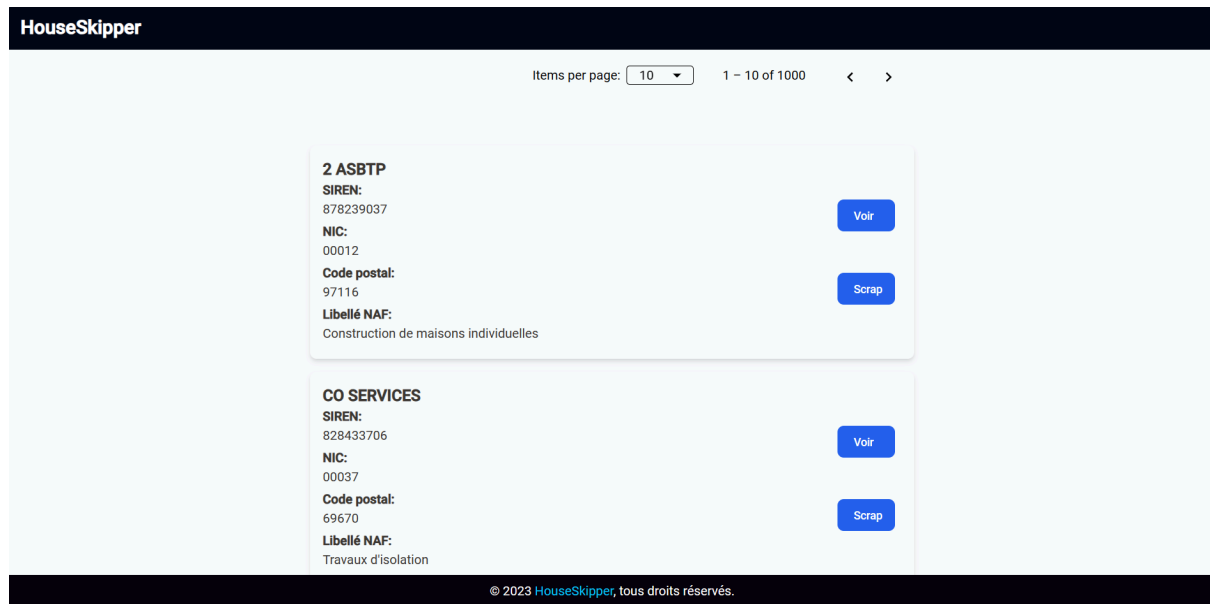 HouseSkipper
Items per page: 10 1 – 10 of 1000
2 ASBTP
SIREN:
878239037
NIC:
00012
Code postal:
97116
Libellé NAF:
Construction de maisons individuelles
Voir
Scrap
CO SERVICES
SIREN:
828433706
NIC:
00037
Code postal:
69670
Libellé NAF:
Travaux d'isolation
Voir
Scrap
© 2023 HouseSkipper, tous droits réservés.